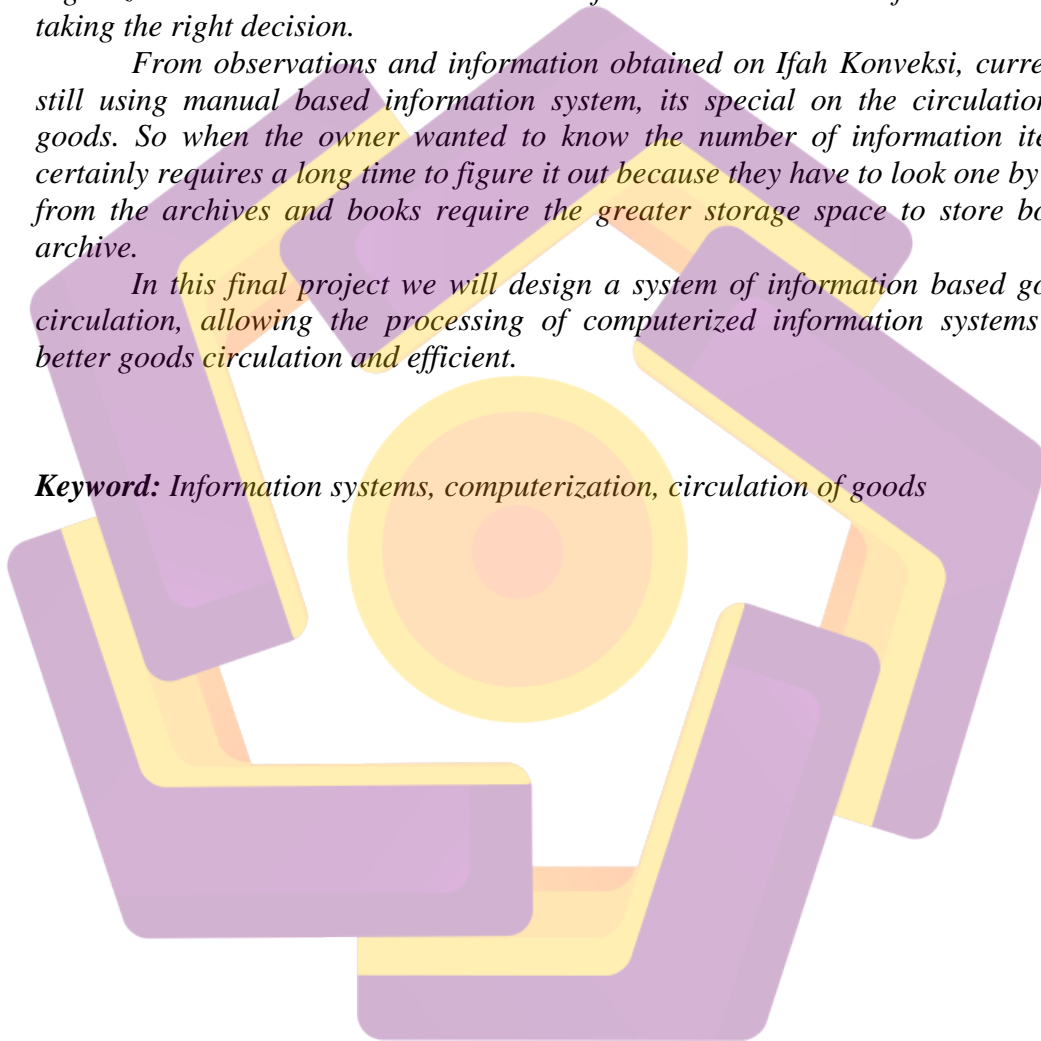 taking the right decision.
From observations and information obtained on Ifah Konveksi,
still using manual based information system, its special on the circulation
goods. So when the owner wanted to know the number of information
certainly requires a long time to figure it out because they have to look one by
from the archives and books require the greater storage space to store
archive.
In this final project we will design a system of information based
circulation, allowing the processing of computerized information systems
better goods circulation and efficient.
Keyword: Information systems, computerization, circulation of goods